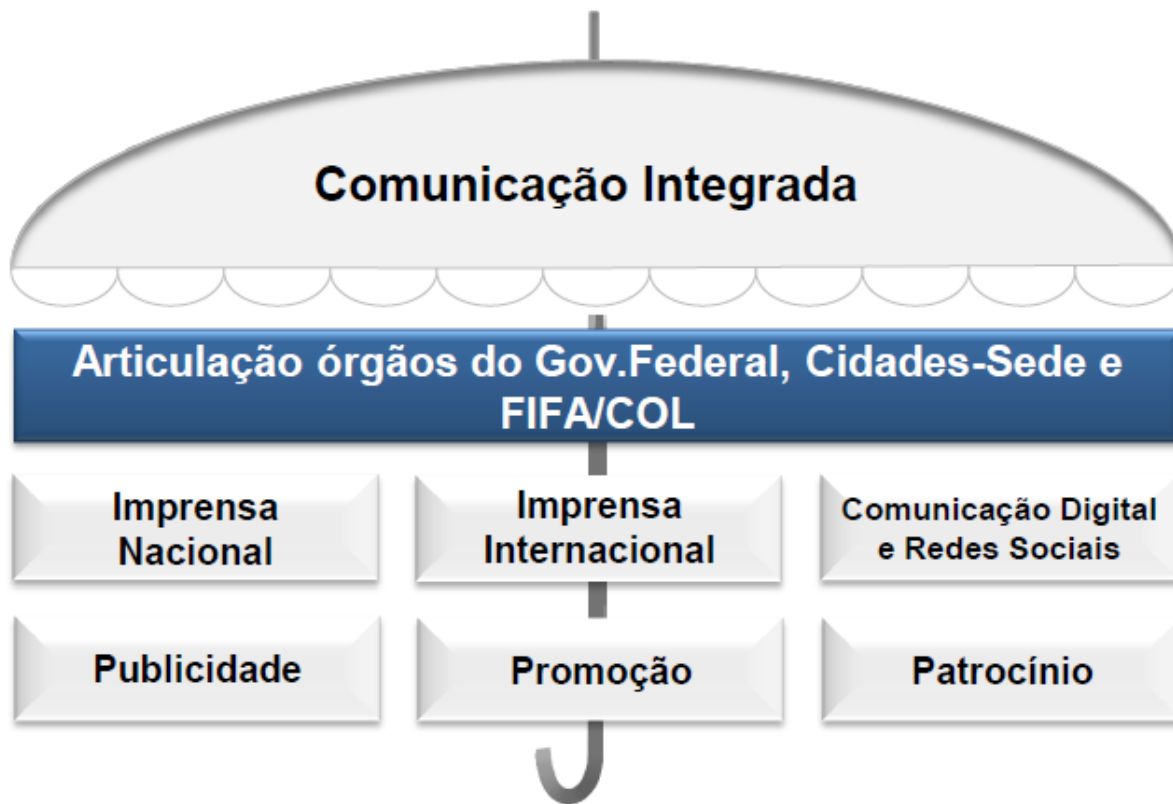 Comunicação Integrada
Articulação órgãos do Gov.Federal, Cidades-Sede e
FIFA/COL
Imprensa
Nacional
Imprensa
Internacional
Comunicação Digital
e Redes Sociais
Publicidade
Promoção
Patrocínio